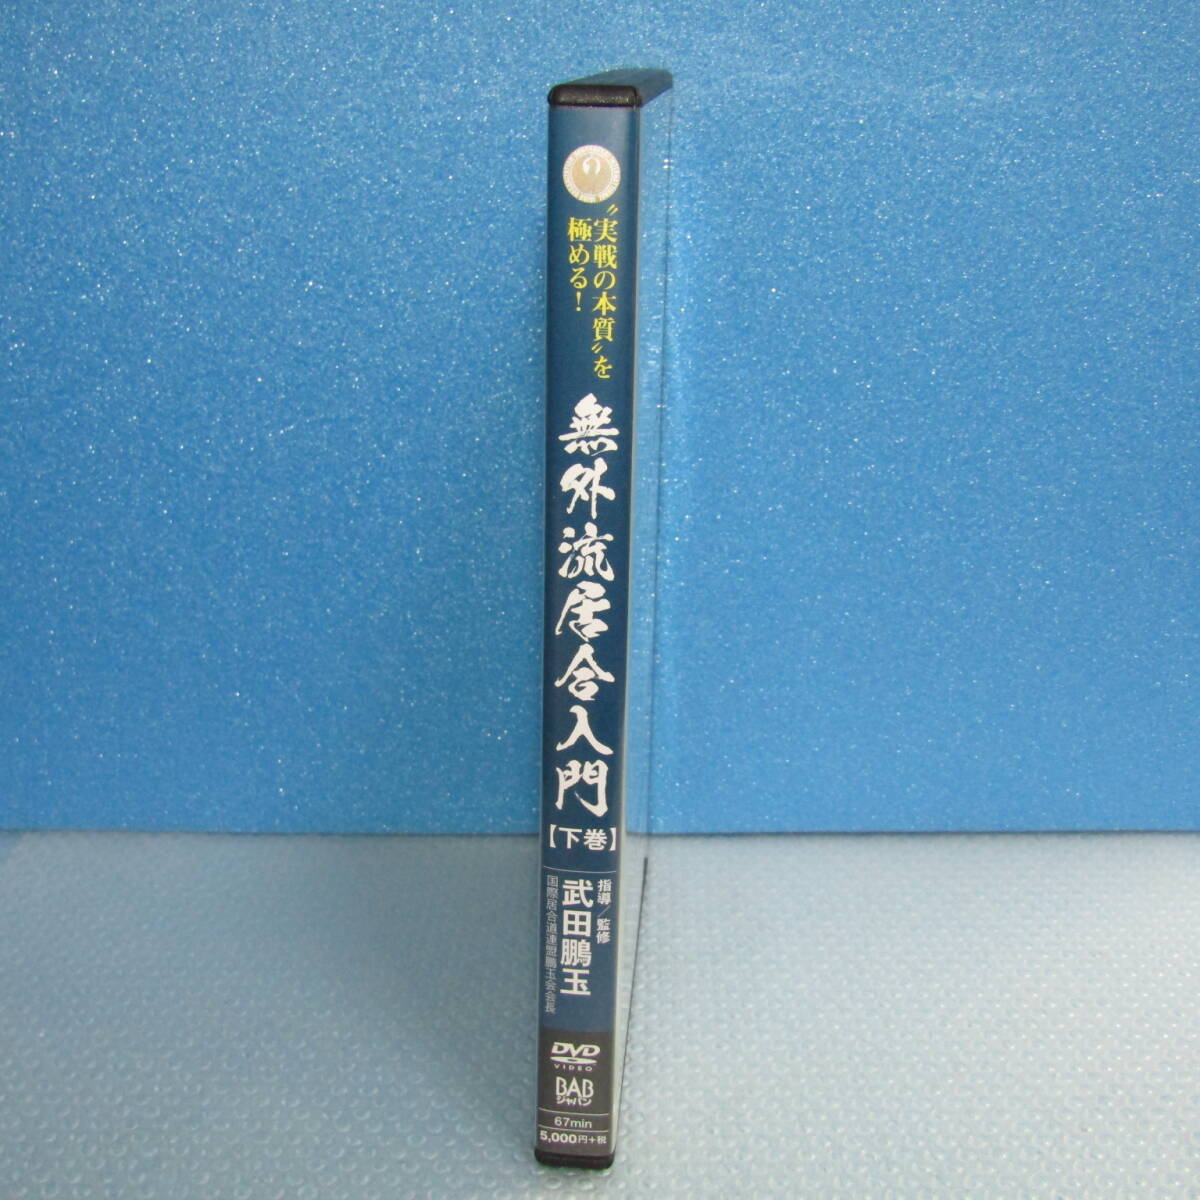 〝実戦の本質〟を
極める!
無外流居合入門
【下巻】
指導/監修
武田鵬玉
国際居合道連盟鵬玉会会長
DVD
VIDEO
BAB
ジャパン
67min
5,000円+税